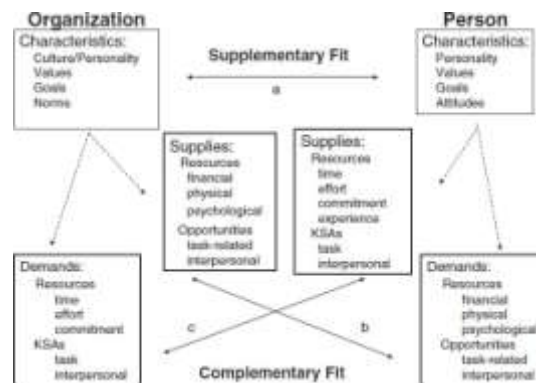 Organization
Characteristics:
Culture/Personality
Values
Goals
Norms
Supplementary Fit
a
Person
Characteristics:
Personality
Values
Goals
Attitudes
Supplies:
Resources
financial
physical
psychological
Opportunities
task-related
interpersonal
Supplies:
Resources
time
effort
commitment
experience
KSAs
task
interpersonal
Demands:
Resources
time
effort
commitment
KSAs
task
interpersonal
c
b
Complementary Fit
Demands:
Resources
financial
physical
psychological
Opportunities
task-related
interpersonal